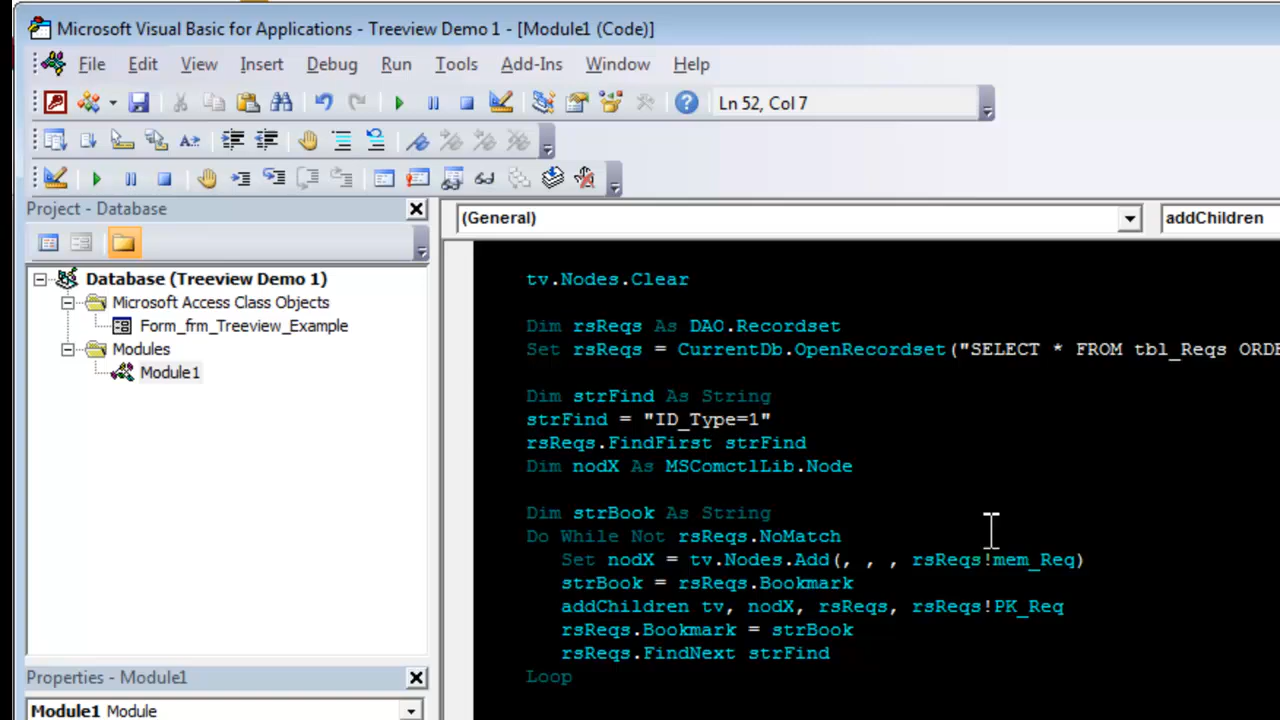 Microsoft Visual Basic for Applications - Treeview Demo 1 - [Module1 (Code)]
File Edit View Insert Debug Run Tools Add-Ins Window Help
Ln 52, Col 7
Project - Database
(General)
addChildren
Database (Treeview Demo 1)
Microsoft Access Class Objects
Form_frm_Treeview_Example
Modules
Module1
tv.Nodes.Clear
Dim rsReqs As DAO.Recordset
Set rsReqs = CurrentDb.OpenRecordset("SELECT * FROM tbl_Reqs ORDE
Dim strFind As String
strFind = "ID_Type=1"
rsReqs.FindFirst strFind
Dim nodX As MSComctlLib.Node
Dim strBook As String
Do While Not rsReqs.NoMatch
Set nodX = tv.Nodes.Add(, , , rsReqs!mem_Req)
strBook = rsReqs.Bookmark
addChildren tv, nodX, rsReqs, rsReqs!PK_Req
rsReqs.Bookmark = strBook
rsReqs.FindNext strFind
Loop
Properties - Module1
Module1 Module